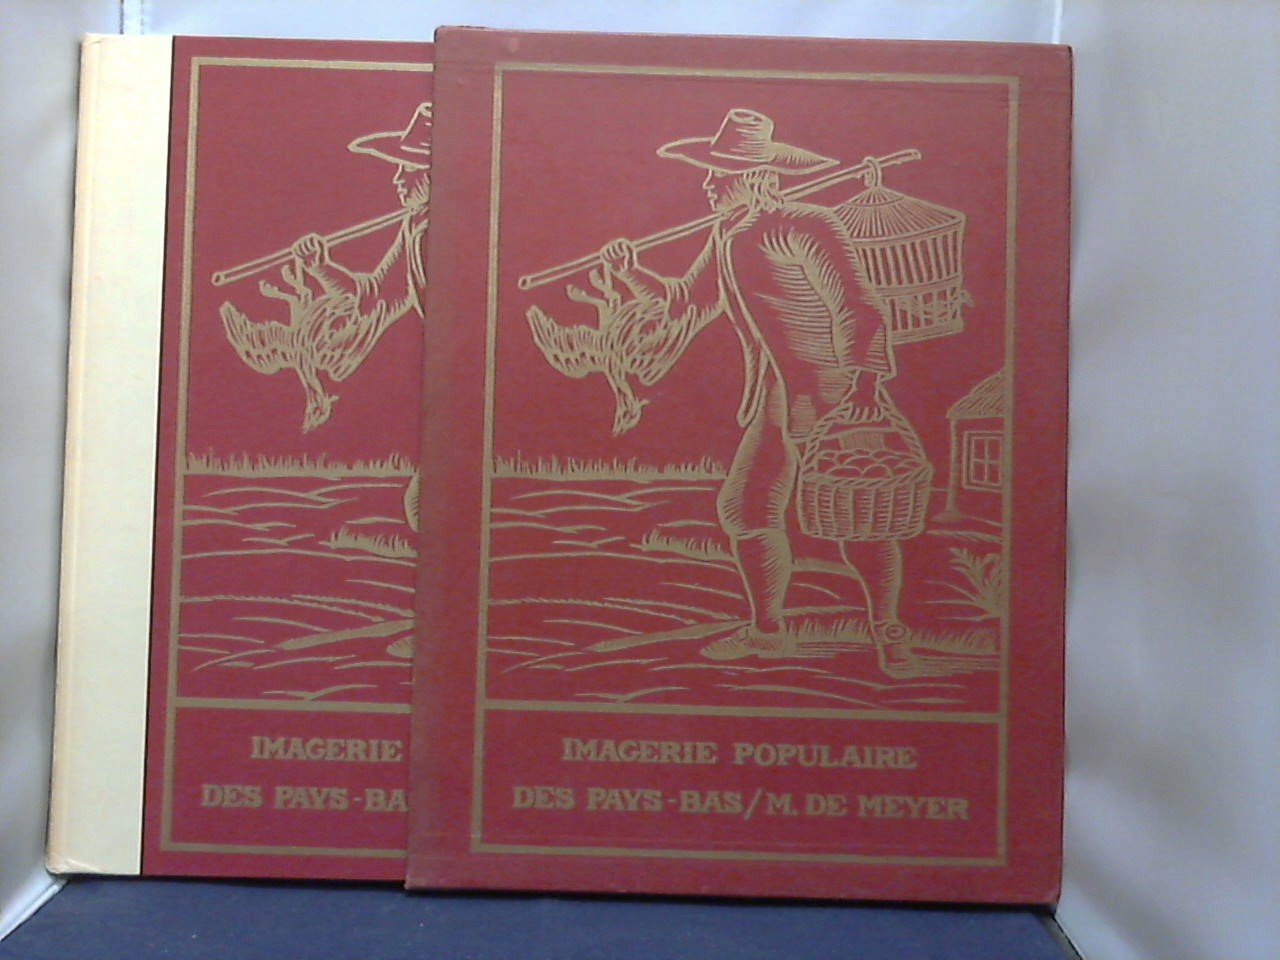 IMAGERIE
DES PAYS-BA
IMAGERIE POPULAIRE
DES PAYS-BAS/M. DE MEYER